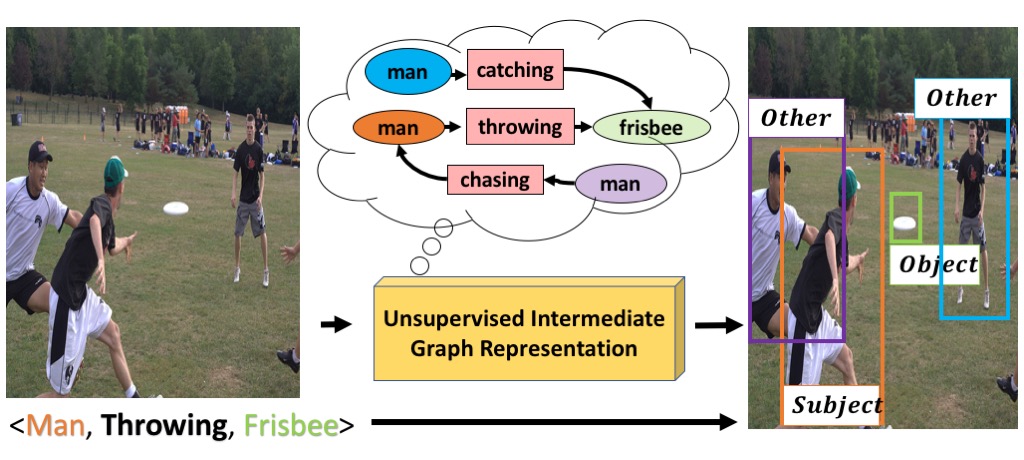 man catching
man throwing frisbee
chasing man
Unsupervised Intermediate
Graph Representation
<Man, Throwing, Frisbee>
Other
Other
Object
Subject